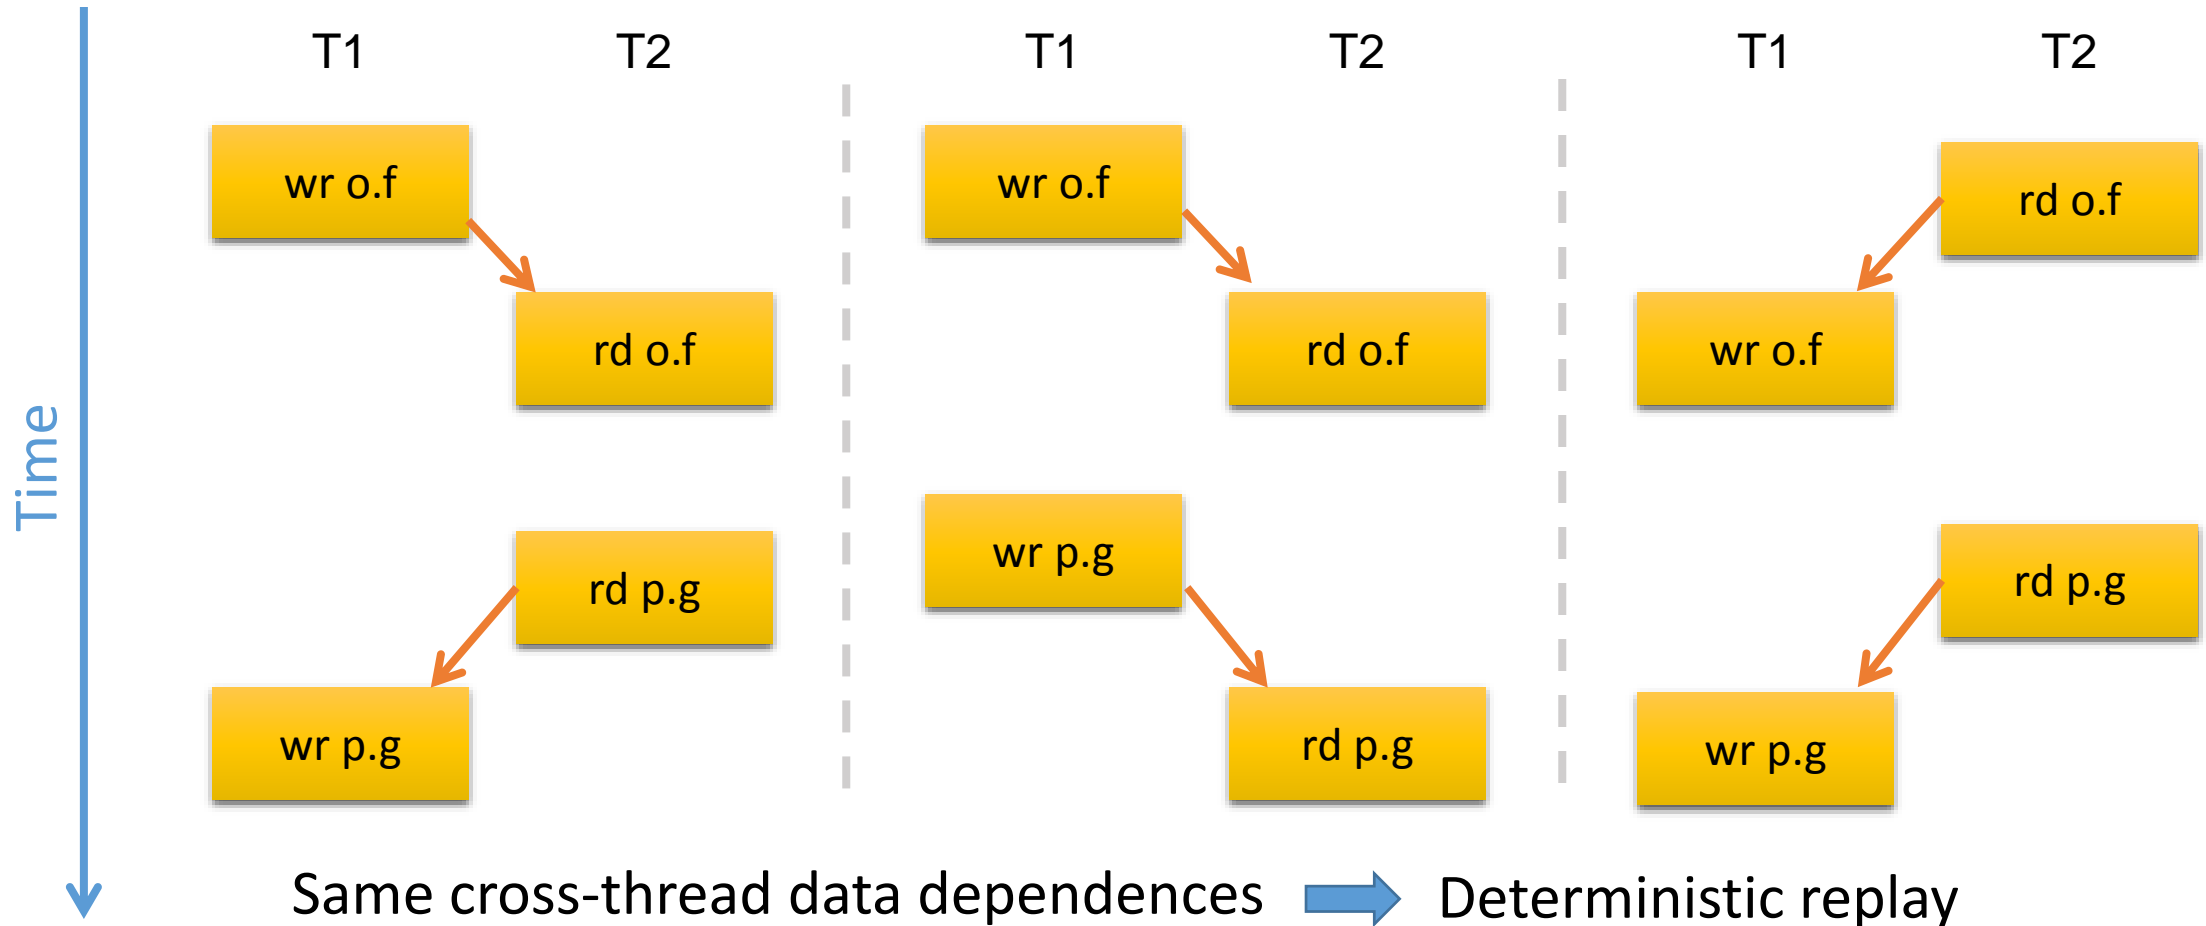 T1 T2 T1 T2 T1 T2
wr o.f wr o.f rd o.f
rd o.f rd o.f wr o.f
Time
rd p.g wr p.g rd p.g
wr p.g rd p.g wr p.g
Same cross-thread data dependences Deterministic replay